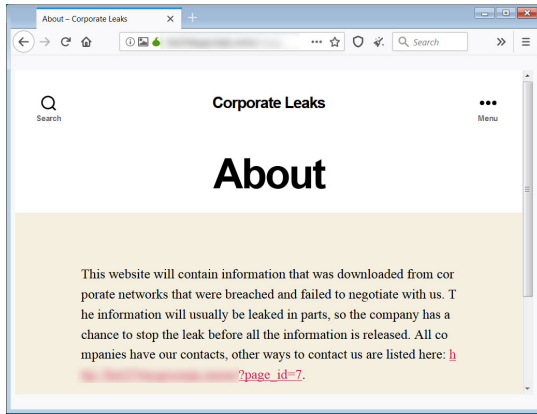 About – Corporate Leaks
Search
Search
Corporate Leaks
Menu
About
This website will contain information that was downloaded from cor
porate networks that were breached and failed to negotiate with us. T
he information will usually be leaked in parts, so the company has a
chance to stop the leak before all the information is released. All co
mpanies have our contacts, other ways to contact us are listed here: h
?page_id=7.